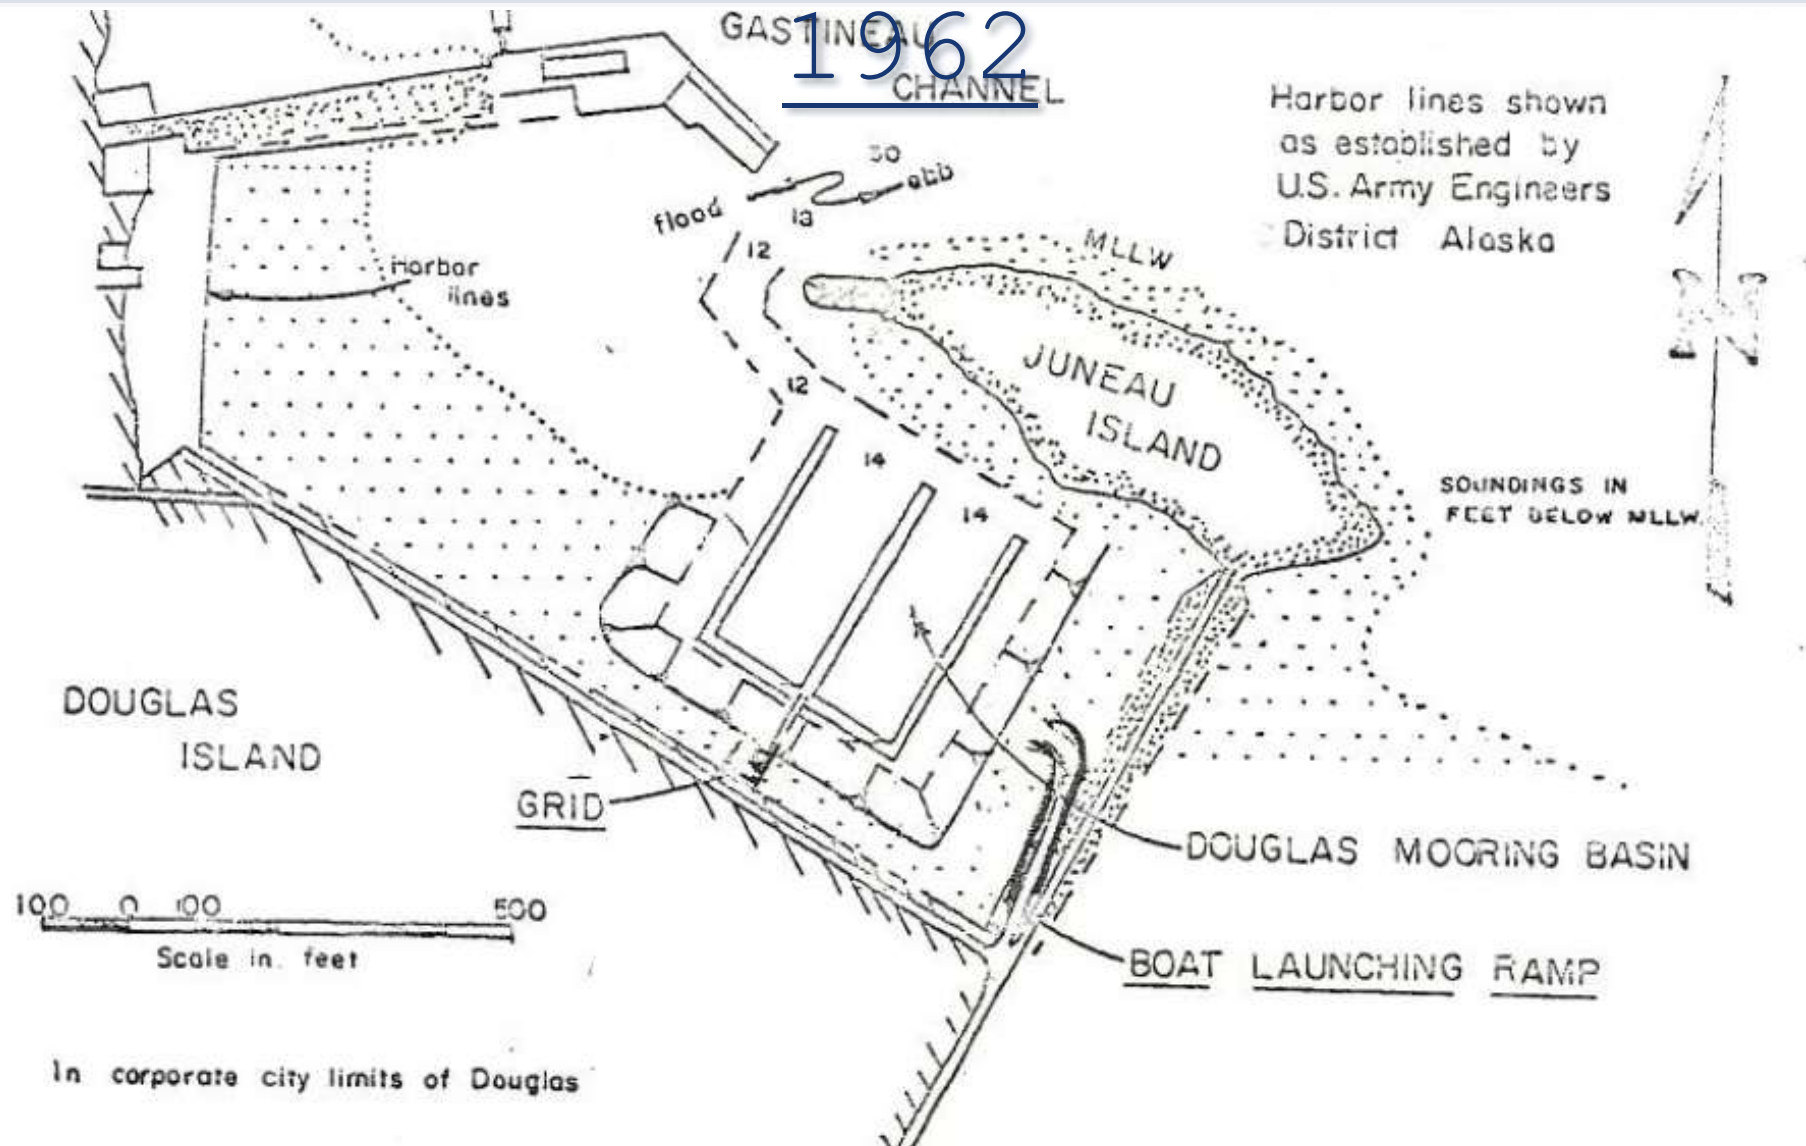 1962
GASTINEAU
CHANNEL
Harbor lines shown
as established by
U.S. Army Engineers
District Alaska
N
flood
ebb
30
18
12
MLLW
Harbor
lines
JUNEAU
ISLAND
12
14
14
SOUNDINGS IN
FEET BELOW MLLW
DOUGLAS
ISLAND
GRID
DOUGLAS MOORING BASIN
100 0 100 500
Scale in feet
BOAT LAUNCHING RAMP
In corporate city limits of Douglas